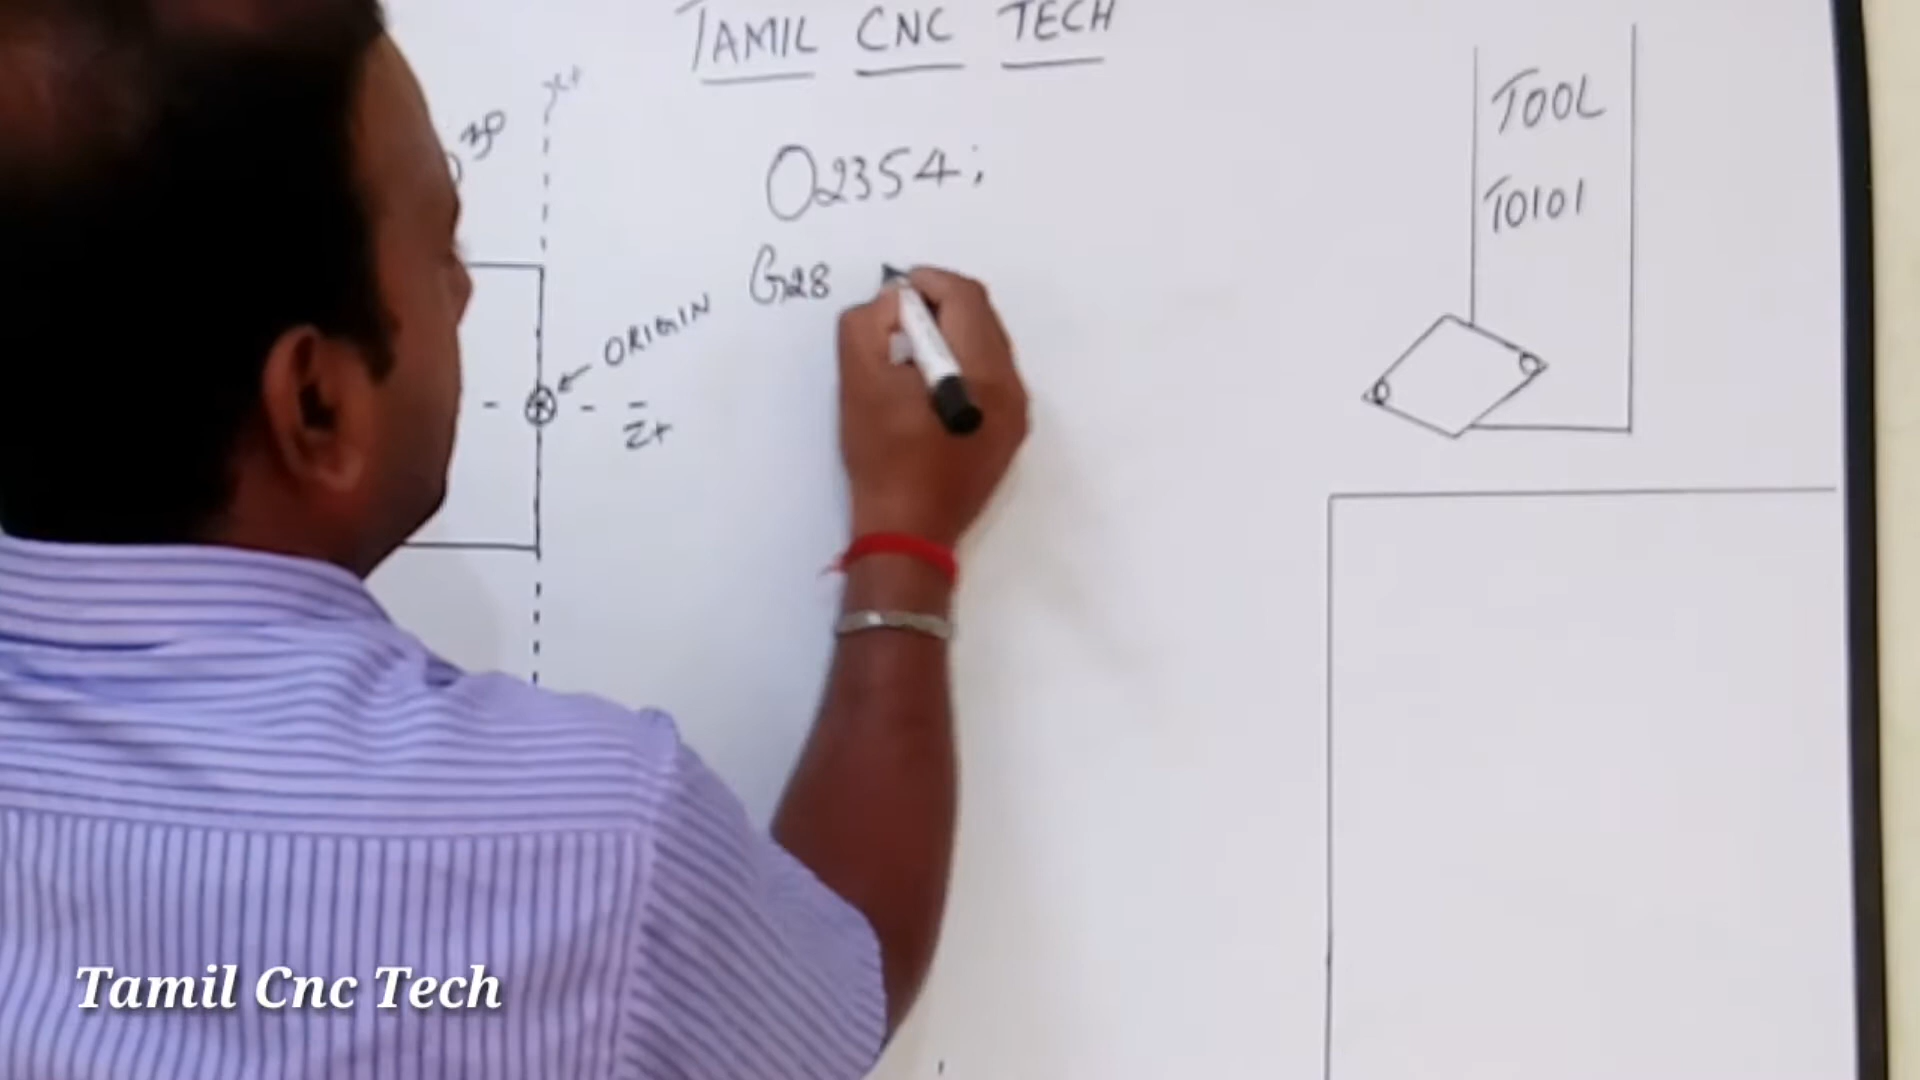 TAMIL CNC TECH
X+
O2354;
G28
ORIGIN
Z+
TOOL
T0101
Tamil Cnc Tech